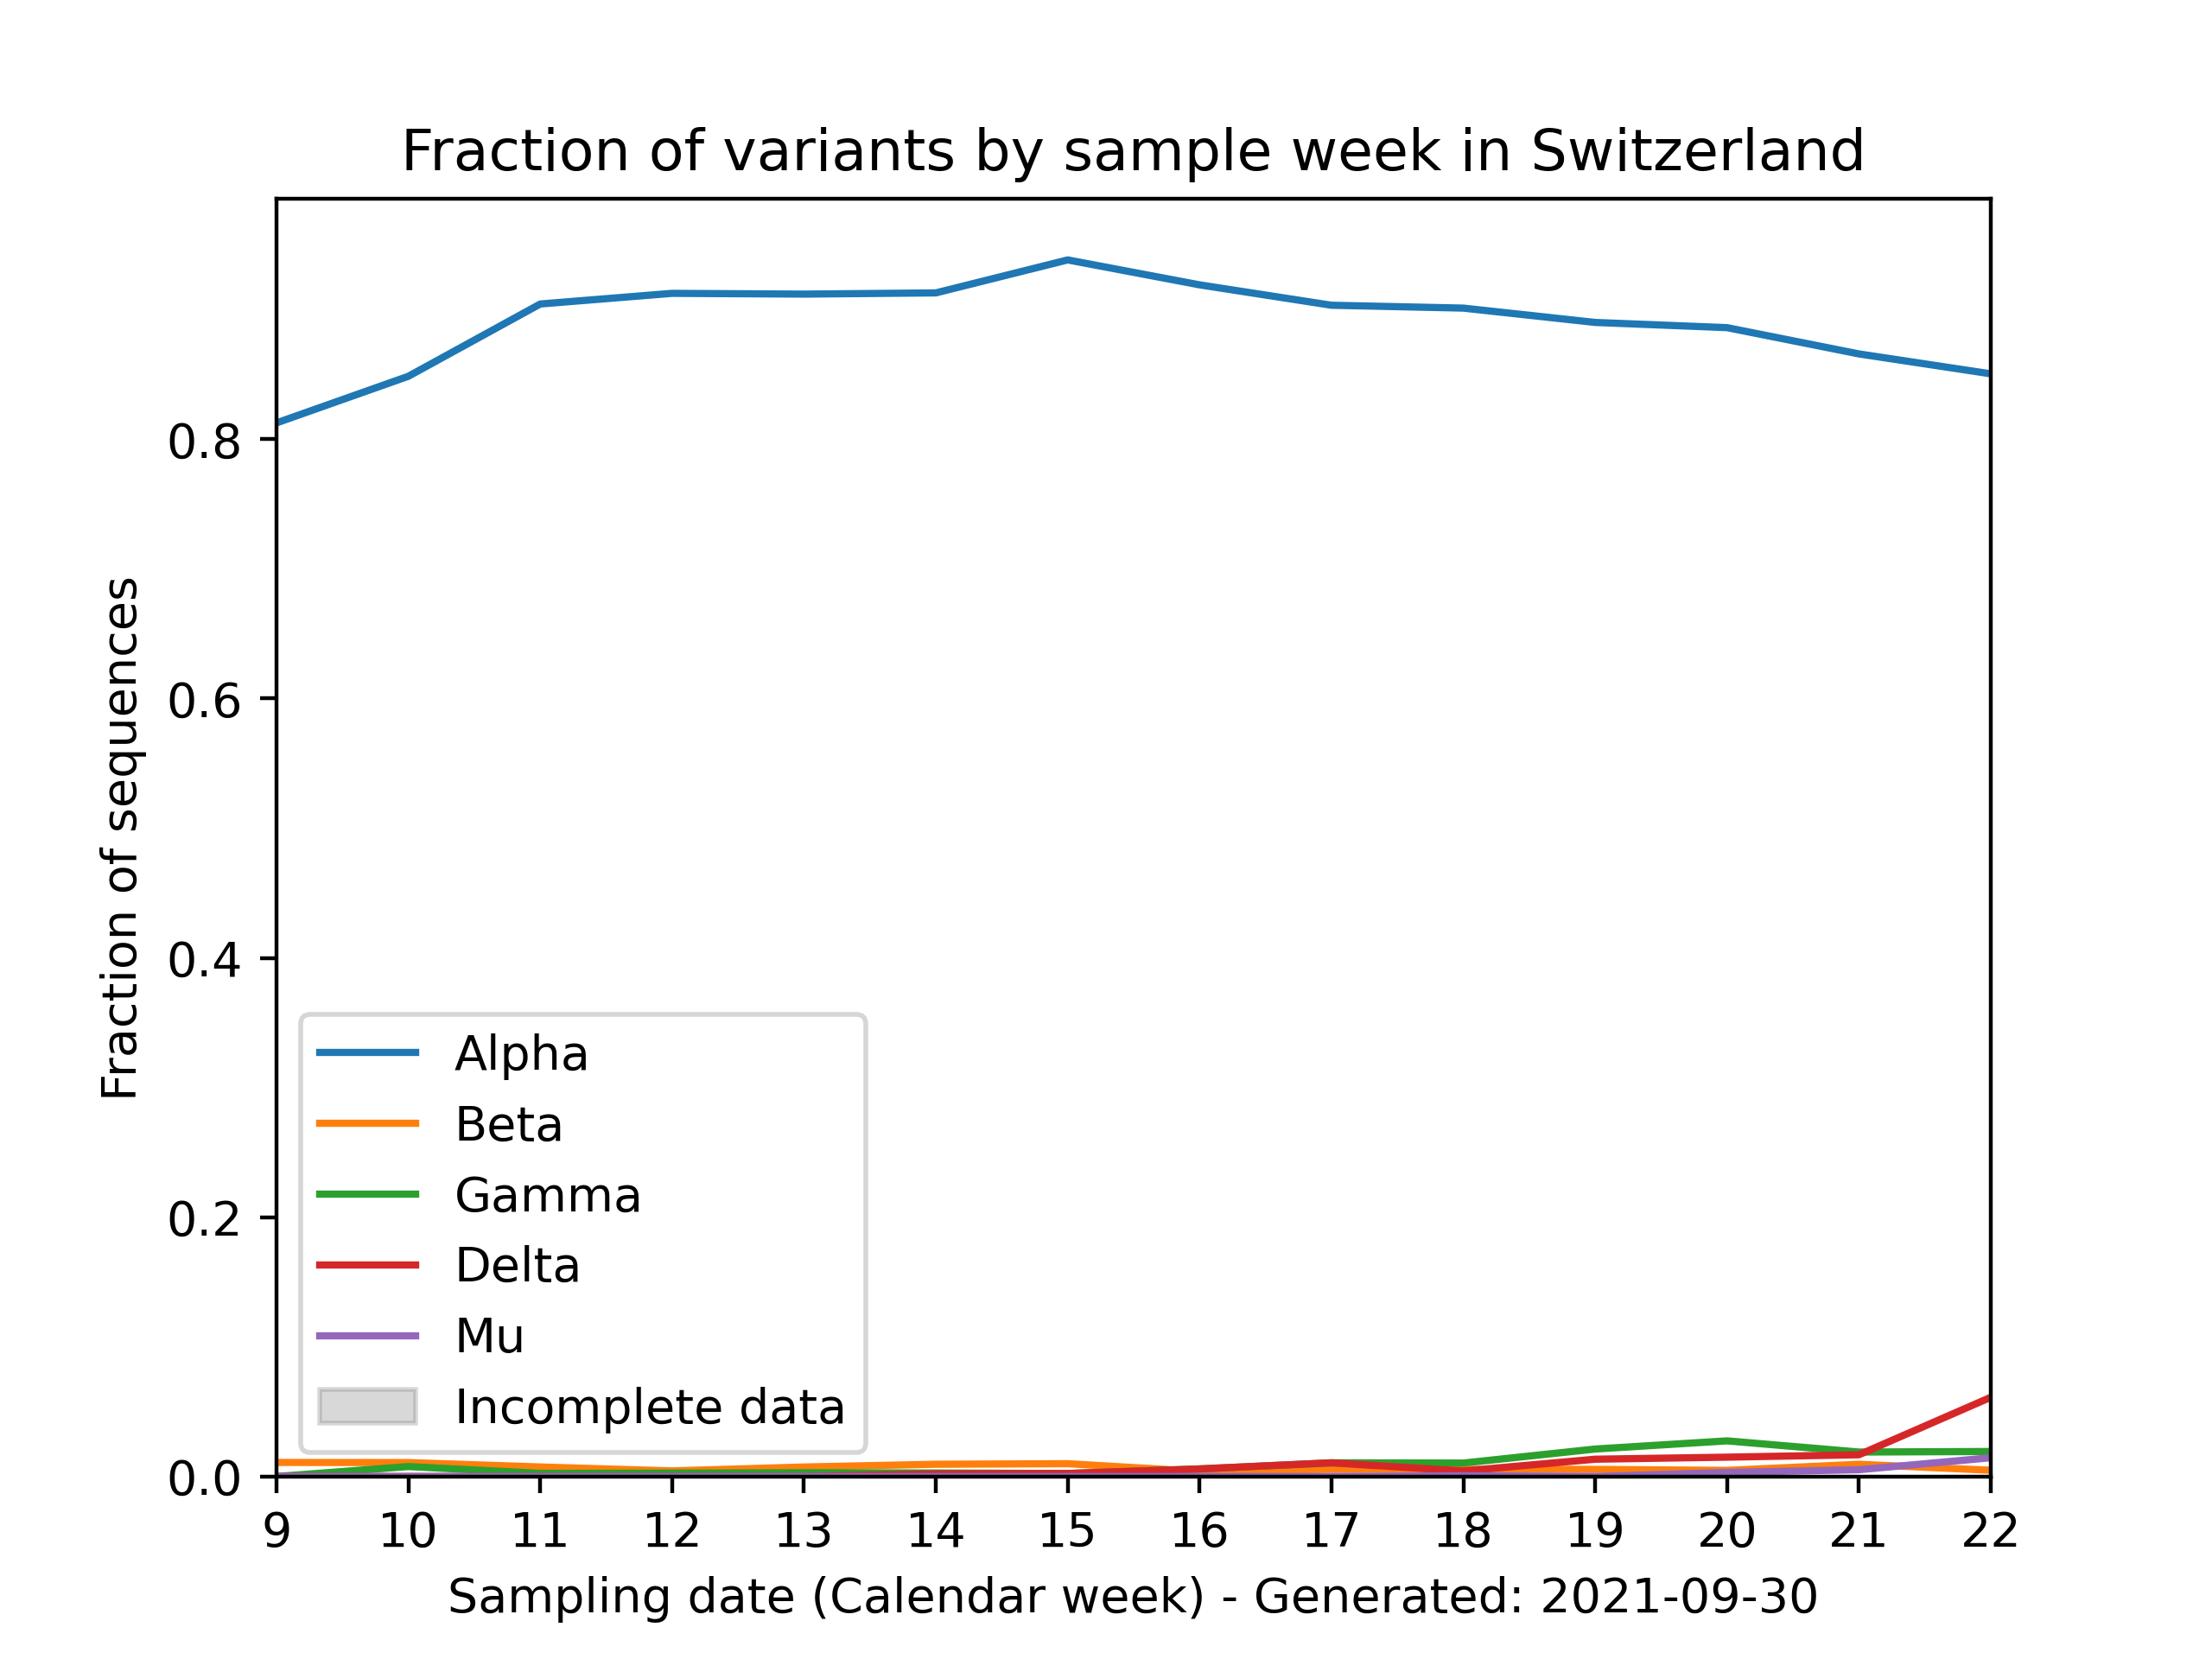 Fraction of variants by sample week in Switzerland
Fraction of sequences
0.8
0.6
0.4
0.2
0.0
Alpha
Beta
Gamma
Delta
Mu
Incomplete data
9 10 11 12 13 14 15 16 17 18 19 20 21 22
Sampling date (Calendar week) - Generated: 2021-09-30